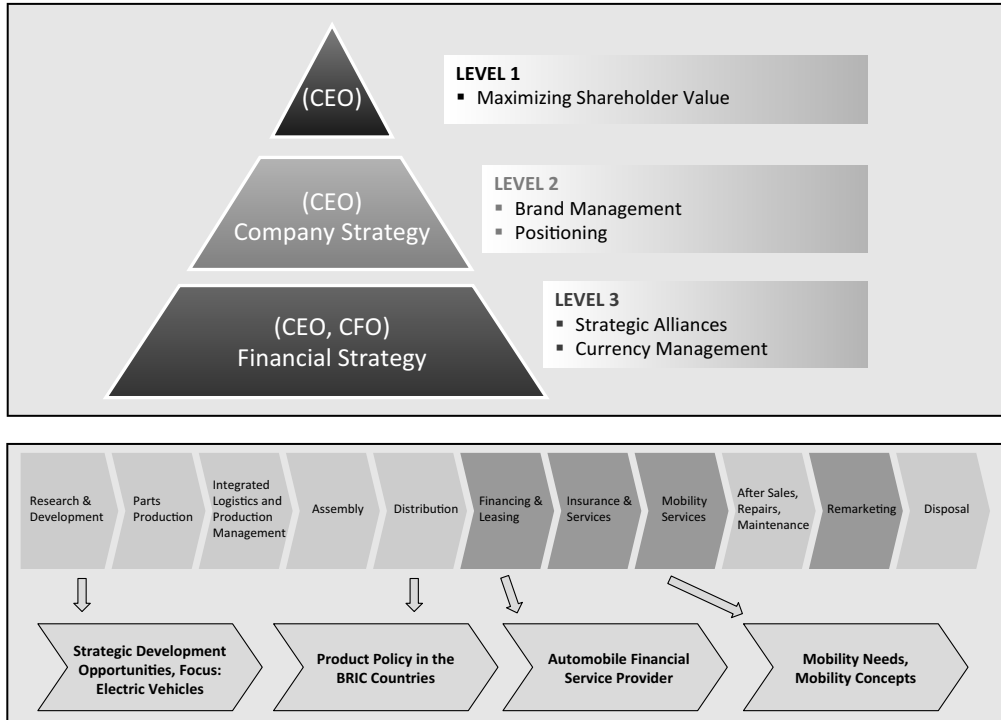 (CEO)
LEVEL 1
▪ Maximizing Shareholder Value
(CEO)
Company Strategy
LEVEL 2
▪ Brand Management
▪ Positioning
(CEO, CFO)
Financial Strategy
LEVEL 3
▪ Strategic Alliances
▪ Currency Management
Research &
Development
Parts
Production
Integrated
Logistics and
Production
Management
Assembly
Distribution
Financing &
Leasing
Insurance &
Services
Mobility
Services
After Sales,
Repairs,
Maintenance
Remarketing
Disposal
Strategic Development
Opportunities, Focus:
Electric Vehicles
Product Policy in the
BRIC Countries
Automobile Financial
Service Provider
Mobility Needs,
Mobility Concepts